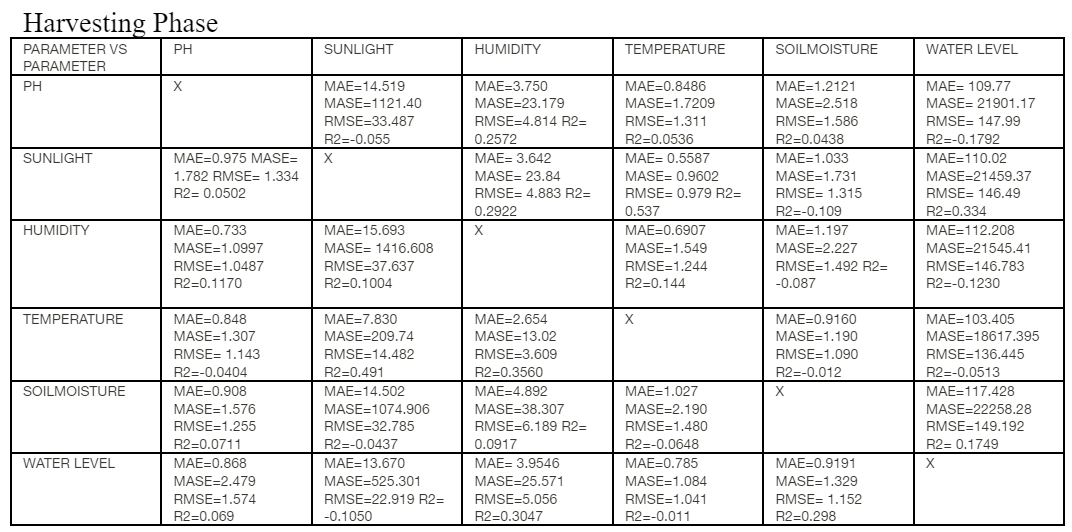 Harvesting Phase
PARAMETER VS PARAMETER | PH | SUNLIGHT | HUMIDITY | TEMPERATURE | SOILMOISTURE | WATER LEVEL
PH | X | MAE=14.519 MASE=1121.40 RMSE=33.487 R2=-0.055 | MAE=3.750 MASE=23.179 RMSE=4.814 R2= 0.2572 | MAE=0.8486 MASE=1.7209 RMSE=1.311 R2=0.0536 | MAE=1.2121 MASE=2.518 RMSE=1.586 R2=0.0438 | MAE= 109.77 MASE= 21901.17 RMSE= 147.99 R2=-0.1792
SUNLIGHT | MAE=0.975 MASE= 1.782 RMSE= 1.334 R2= 0.0502 | X | MAE= 3.642 MASE= 23.84 RMSE= 4.883 R2= 0.2922 | MAE= 0.5587 MASE= 0.9602 RMSE= 0.979 R2= 0.537 | MAE=1.033 MASE=1.731 RMSE= 1.315 R2=-0.109 | MAE=110.02 MASE=21459.37 RMSE= 146.49 R2=0.334
HUMIDITY | MAE=0.733 MASE=1.0997 RMSE=1.0487 R2=0.1170 | MAE=15.693 MASE= 1416.608 RMSE=37.637 R2=0.1004 | X | MAE=0.6907 MASE=1.549 RMSE=1.244 R2=0.144 | MAE=1.197 MASE=2.227 RMSE=1.492 R2= -0.087 | MAE=112.208 MASE=21545.41 RMSE=146.783 R2=-0.1230
TEMPERATURE | MAE=0.848 MASE=1.307 RMSE= 1.143 R2=-0.0404 | MAE=7.830 MASE=209.74 RMSE=14.482 R2=0.491 | MAE=2.654 MASE=13.02 RMSE=3.609 R2=0.3560 | X | MAE=0.9160 MASE=1.190 RMSE=1.090 R2=-0.012 | MAE=103.405 MASE=18617.395 RMSE=136.445 R2=-0.0513
SOILMOISTURE | MAE=0.908 MASE=1.576 RMSE=1.255 R2=0.0711 | MAE=14.502 MASE=1074.906 RMSE=32.785 R2=-0.0437 | MAE=4.892 MASE=38.307 RMSE=6.189 R2= 0.0917 | MAE=1.027 MASE=2.190 RMSE=1.480 R2=-0.0648 | X | MAE=117.428 MASE=22258.28 RMSE=149.192 R2= 0.1749
WATER LEVEL | MAE=0.868 MASE=2.479 RMSE=1.574 R2=0.069 | MAE=13.670 MASE=525.301 RMSE=22.919 R2= -0.1050 | MAE= 3.9546 MASE=25.571 RMSE=5.056 R2=0.3047 | MAE=0.785 MASE=1.084 RMSE=1.041 R2=-0.011 | MAE=0.9191 MASE=1.329 RMSE= 1.152 R2=0.298 | X